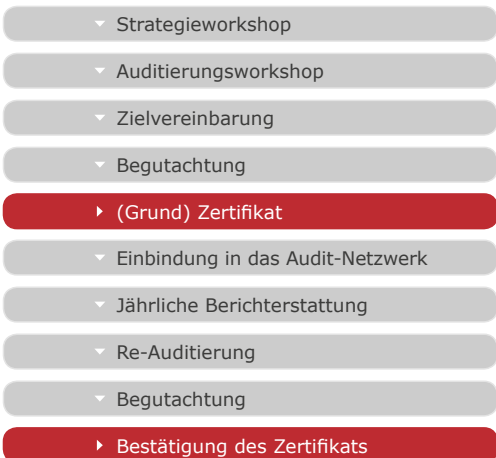 Strategieworkshop
Auditierungsworkshop
Zielvereinbarung
Begutachtung
(Grund) Zertifikat
Einbindung in das Audit-Netzwerk
Jährliche Berichterstattung
Re-Auditierung
Begutachtung
Bestätigung des Zertifikats